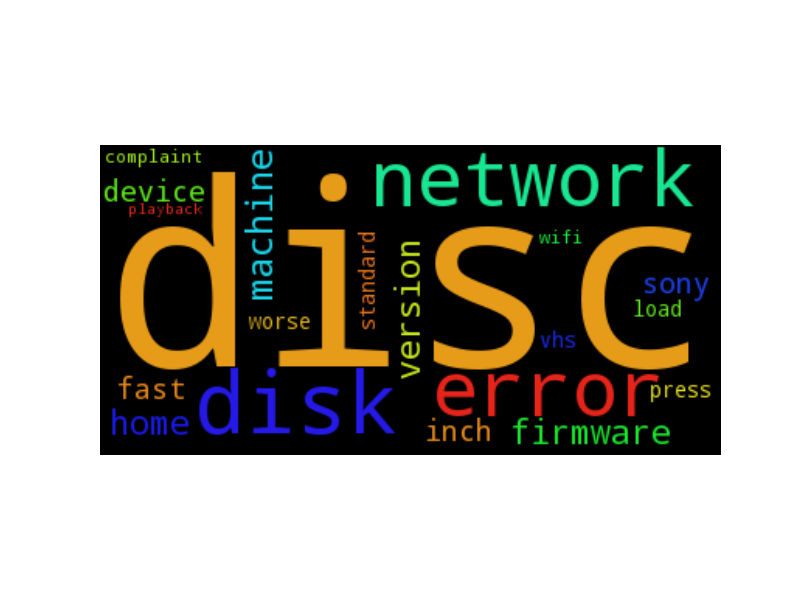 complaint
device
playback
machine
network
disc
wifi
standard
version
sony
load
worse
vhs
fast
disk
error
press
home
inch
firmware